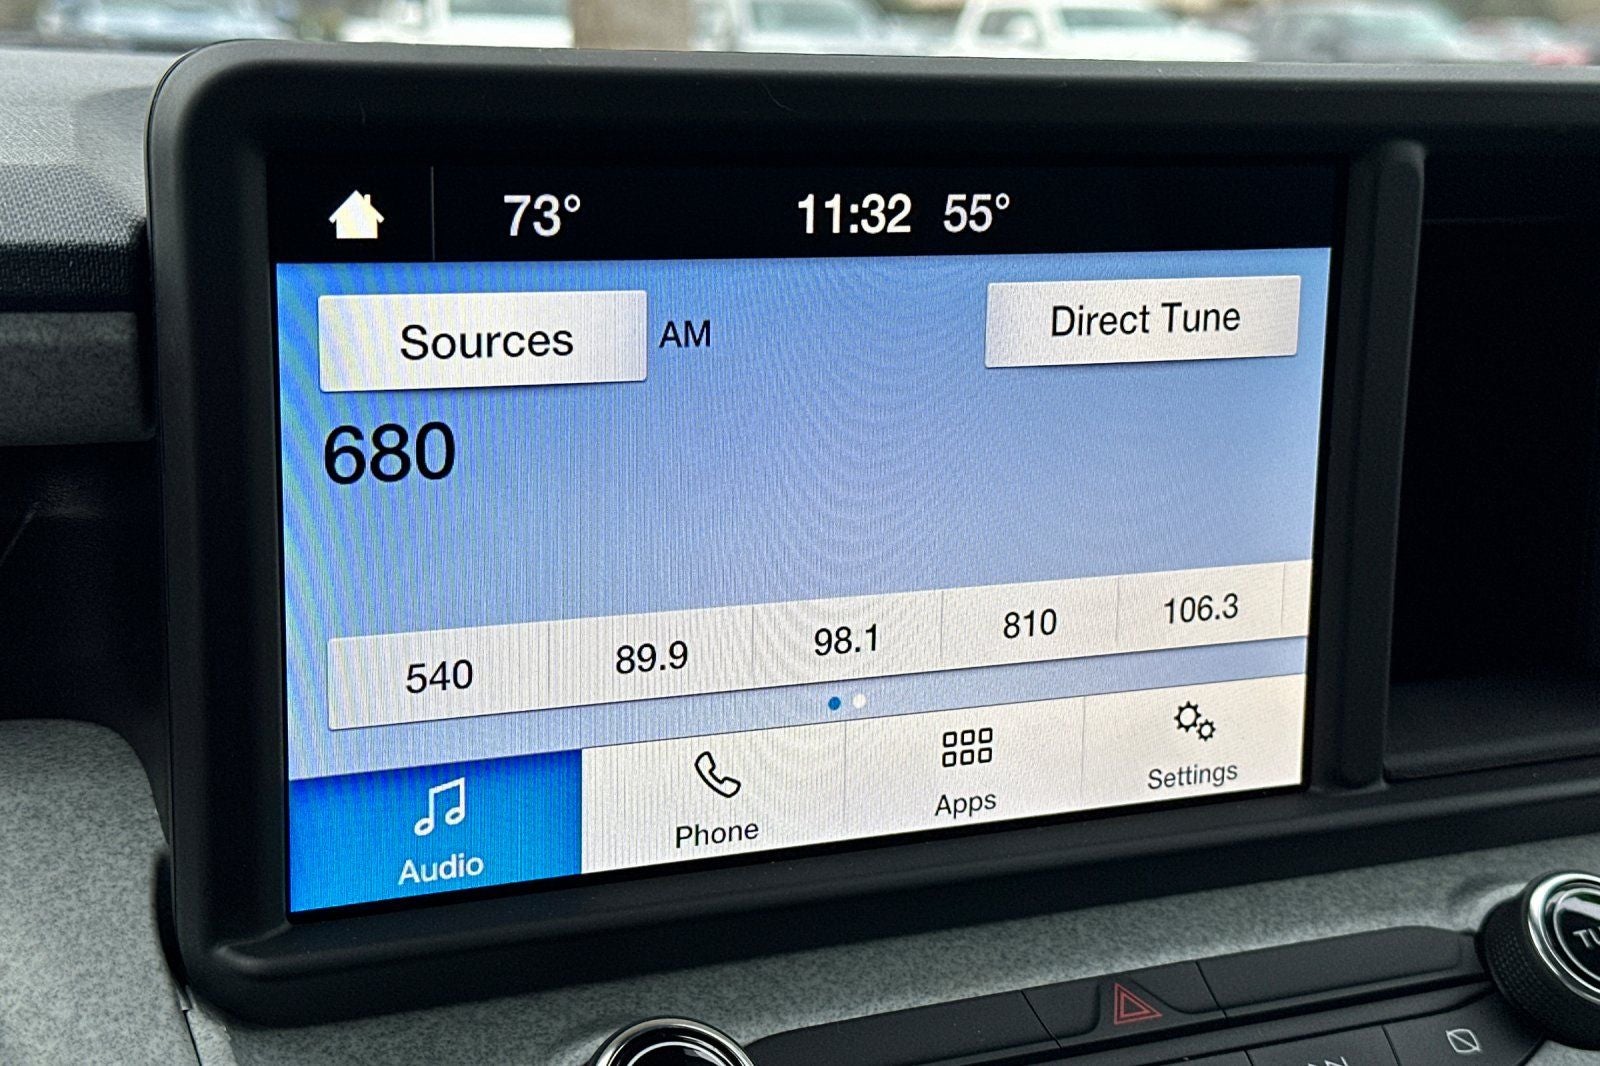 73° 11:32 55°
Sources AM Direct Tune
680
540 89.9 98.1 810 106.3
Audio Phone Apps Settings